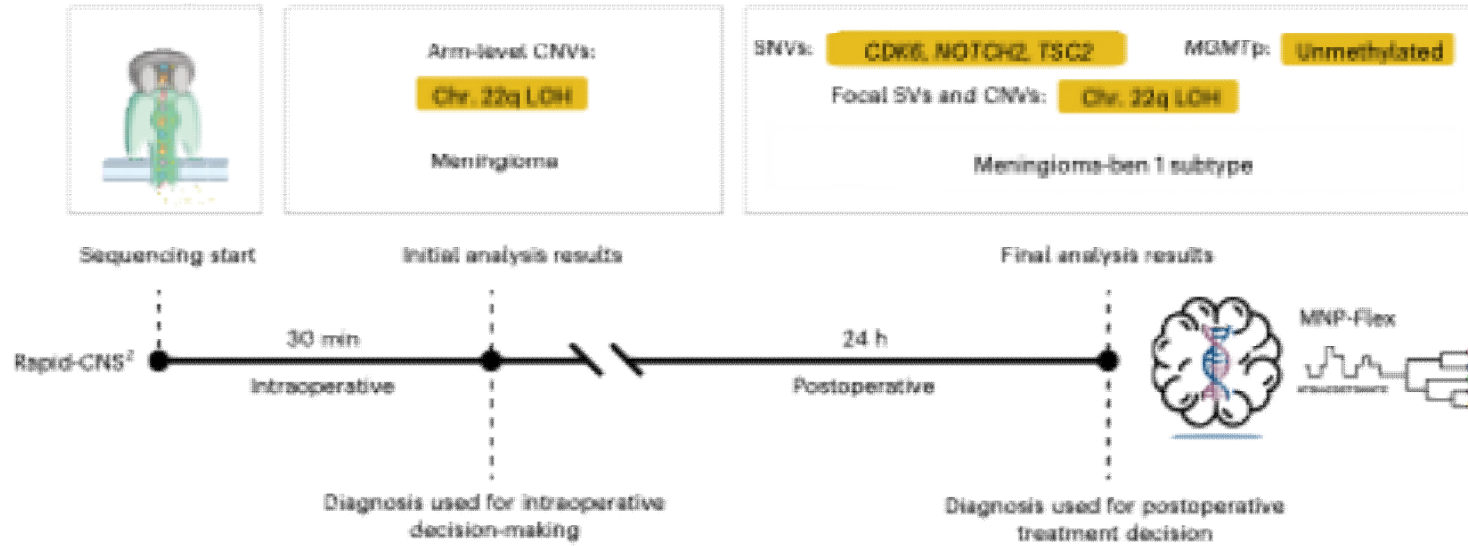 Arm-level CNVs:
Chr. 22q LOH
Meningioma
SNVs: CDK6, NOTCH2, TSC2 MGMTp: Unmethylated
Focal SVs and CNVs: Chr. 22q LOH
Meningioma-ben 1 subtype
Sequencing start
Initial analysis results
Final analysis results
Rapid-CNS²
30 min
Intraoperative
24 h
Postoperative
MNP-Flex
Diagnosis used for intraoperative
decision-making
Diagnosis used for postoperative
treatment decision